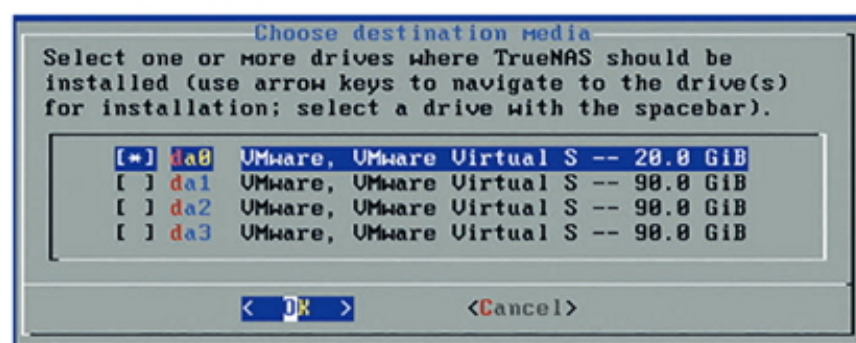 Choose destination media
Select one or more drives where TrueNAS should be
installed (use arrow keys to navigate to the drive(s)
for installation; select a drive with the spacebar).
[*] da0 VMware, VMware Virtual S -- 20.0 GiB
[ ] da1 VMware, VMware Virtual S -- 90.0 GiB
[ ] da2 VMware, VMware Virtual S -- 90.0 GiB
[ ] da3 VMware, VMware Virtual S -- 90.0 GiB
< OK > <Cancel>